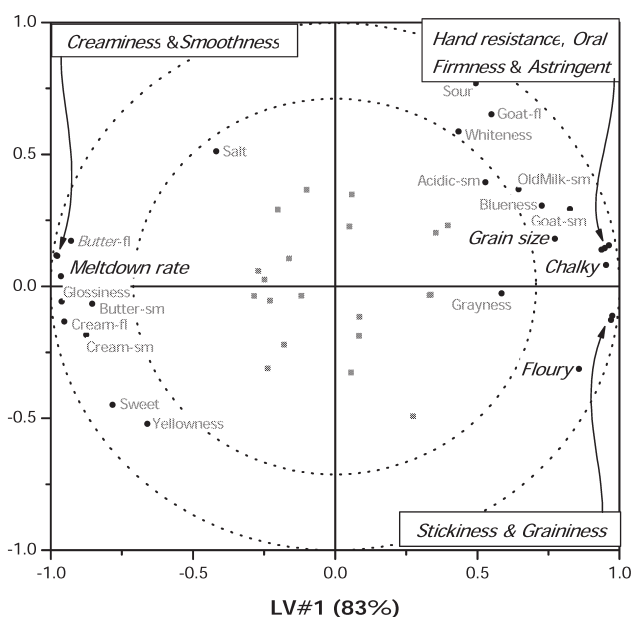 1.0
0.5
0.0
-0.5
-1.0
-1.0
-0.5
0.0
0.5
1.0
LV#1 (83%)
Creaminess &Smoothness
Hand resistance, Oral
Firmness & Astringent
Sour
Goat-fl
Whiteness
Salt
Acidic-sm
OldMilk-sm
Blueness
Goat-sm
Butter-fl
Grain size
Meltdown rate
Chalky
Glossiness
Butter-sm
Grayness
Cream-fl
Cream-sm
Floury
Sweet
Yellowness
Stickiness & Graininess